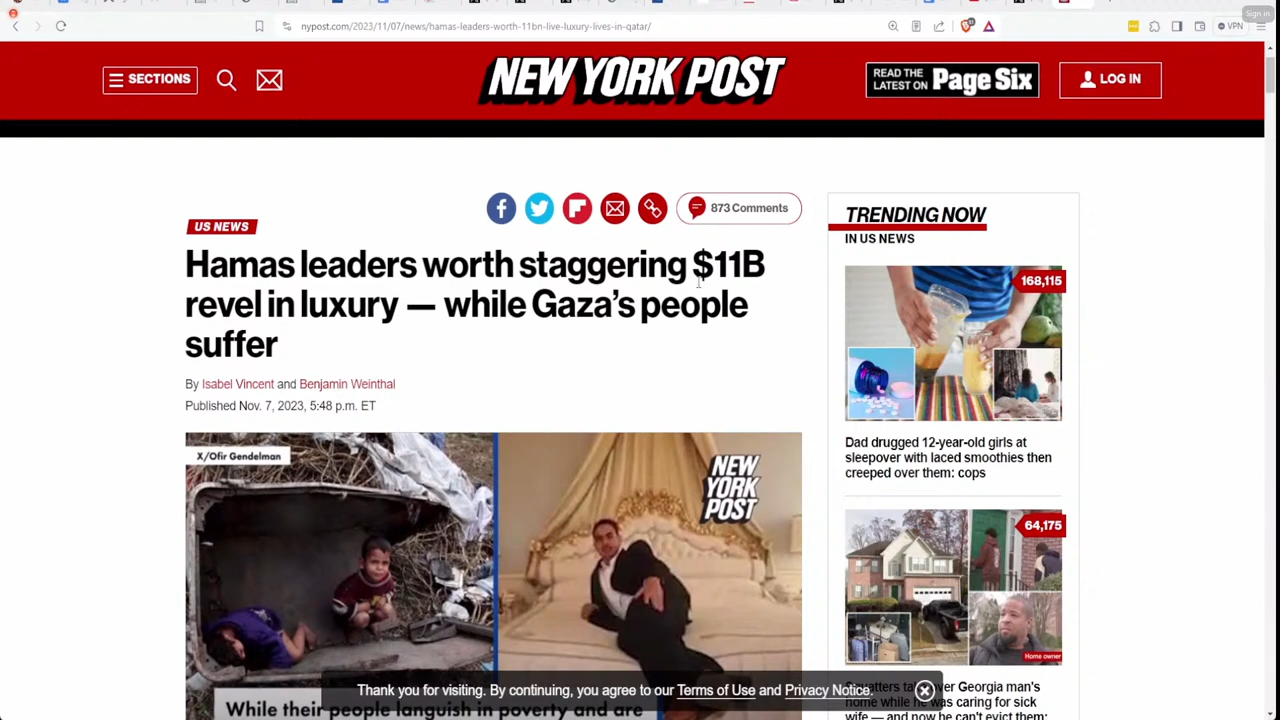 Sign in
nypost.com/2023/11/07/news/hamas-leaders-worth-11bn-live-luxury-lives-in-qatar/
VPN
SECTIONS
NEW YORK POST
READ THE
LATEST ON
Page Six
LOG IN
873 Comments
US NEWS
Hamas leaders worth staggering $11B
revel in luxury — while Gaza's people
suffer
By Isabel Vincent and Benjamin Weinthal
Published Nov. 7, 2023, 5:48 p.m. ET
X/Ofir Gendelman
NEW
YORK
POST
While their people languish in poverty and are
TRENDING NOW
IN US NEWS
168,115
Dad drugged 12-year-old girls at
sleepover with laced smoothies then
creeped over them: cops
64,175
Home owner
Squatters take over Georgia man's
home while he was caring for sick
wife — and now he can't evict them:
Thank you for visiting. By continuing, you agree to our Terms of Use and Privacy Notice.